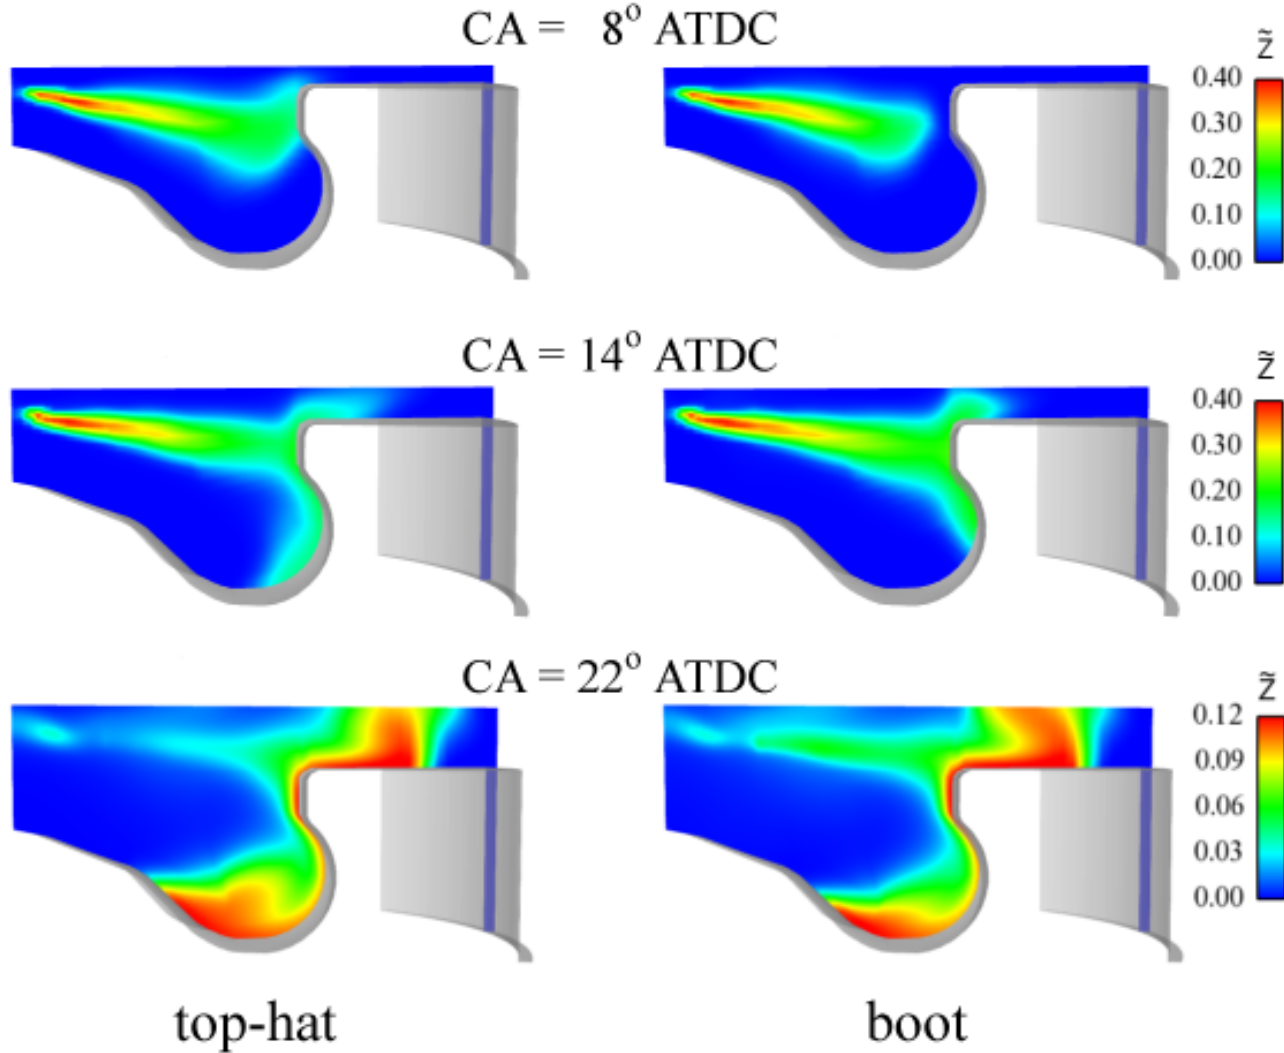 CA = 8° ATDC
Z̃
0.40
0.30
0.20
0.10
0.00
CA = 14° ATDC
Z̃
0.40
0.30
0.20
0.10
0.00
CA = 22° ATDC
Z̃
0.12
0.09
0.06
0.03
0.00
top-hat boot